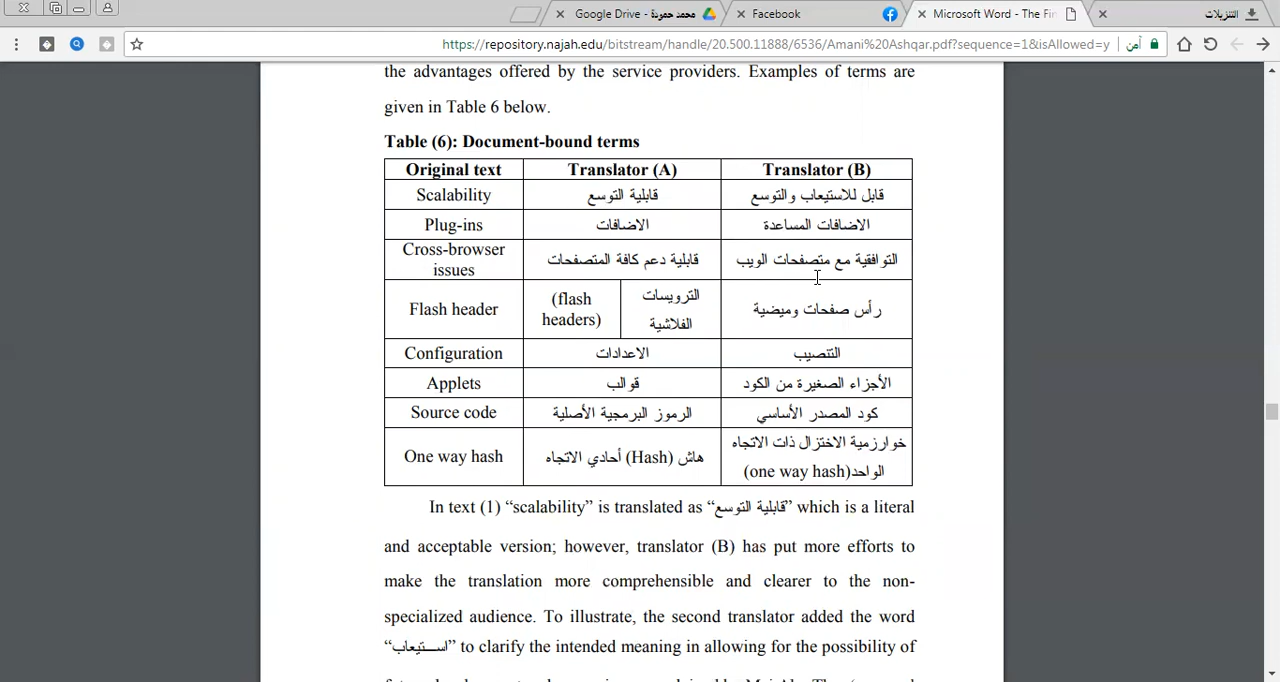 Google Drive - محمد حمودة
Facebook
Microsoft Word - The Fir
التنزيلات
https://repository.najah.edu/bitstream/handle/20.500.11888/6536/Amani%20Ashqar.pdf?sequence=1&isAllowed=y
آمن
the advantages offered by the service providers. Examples of terms are
given in Table 6 below.
Table (6): Document-bound terms
Original text Translator (A) Translator (B)
Scalability قابلية التوسع قابل للاستيعاب والتوسع
Plug-ins الاضافات الاضافات المساعدة
Cross-browser
issues قابلية دعم كافة المتصفحات التوافقية مع متصفحات الويب
Flash header (flash
headers) الترويسات
الفلاشية رأس صفحات وميضية
Configuration الاعدادات التنصيب
Applets قوالب الأجزاء الصغيرة من الكود
Source code الرموز البرمجية الأصلية كود المصدر الأساسي
One way hash هاش (Hash) أحادي الاتجاه خوارزمية الاختزال ذات الاتجاه
الواحد(one way hash)
In text (1) “scalability” is translated as “قابلية التوسع” which is a literal
and acceptable version; however, translator (B) has put more efforts to
make the translation more comprehensible and clearer to the non-
specialized audience. To illustrate, the second translator added the word
“استيعاب” to clarify the intended meaning in allowing for the possibility of